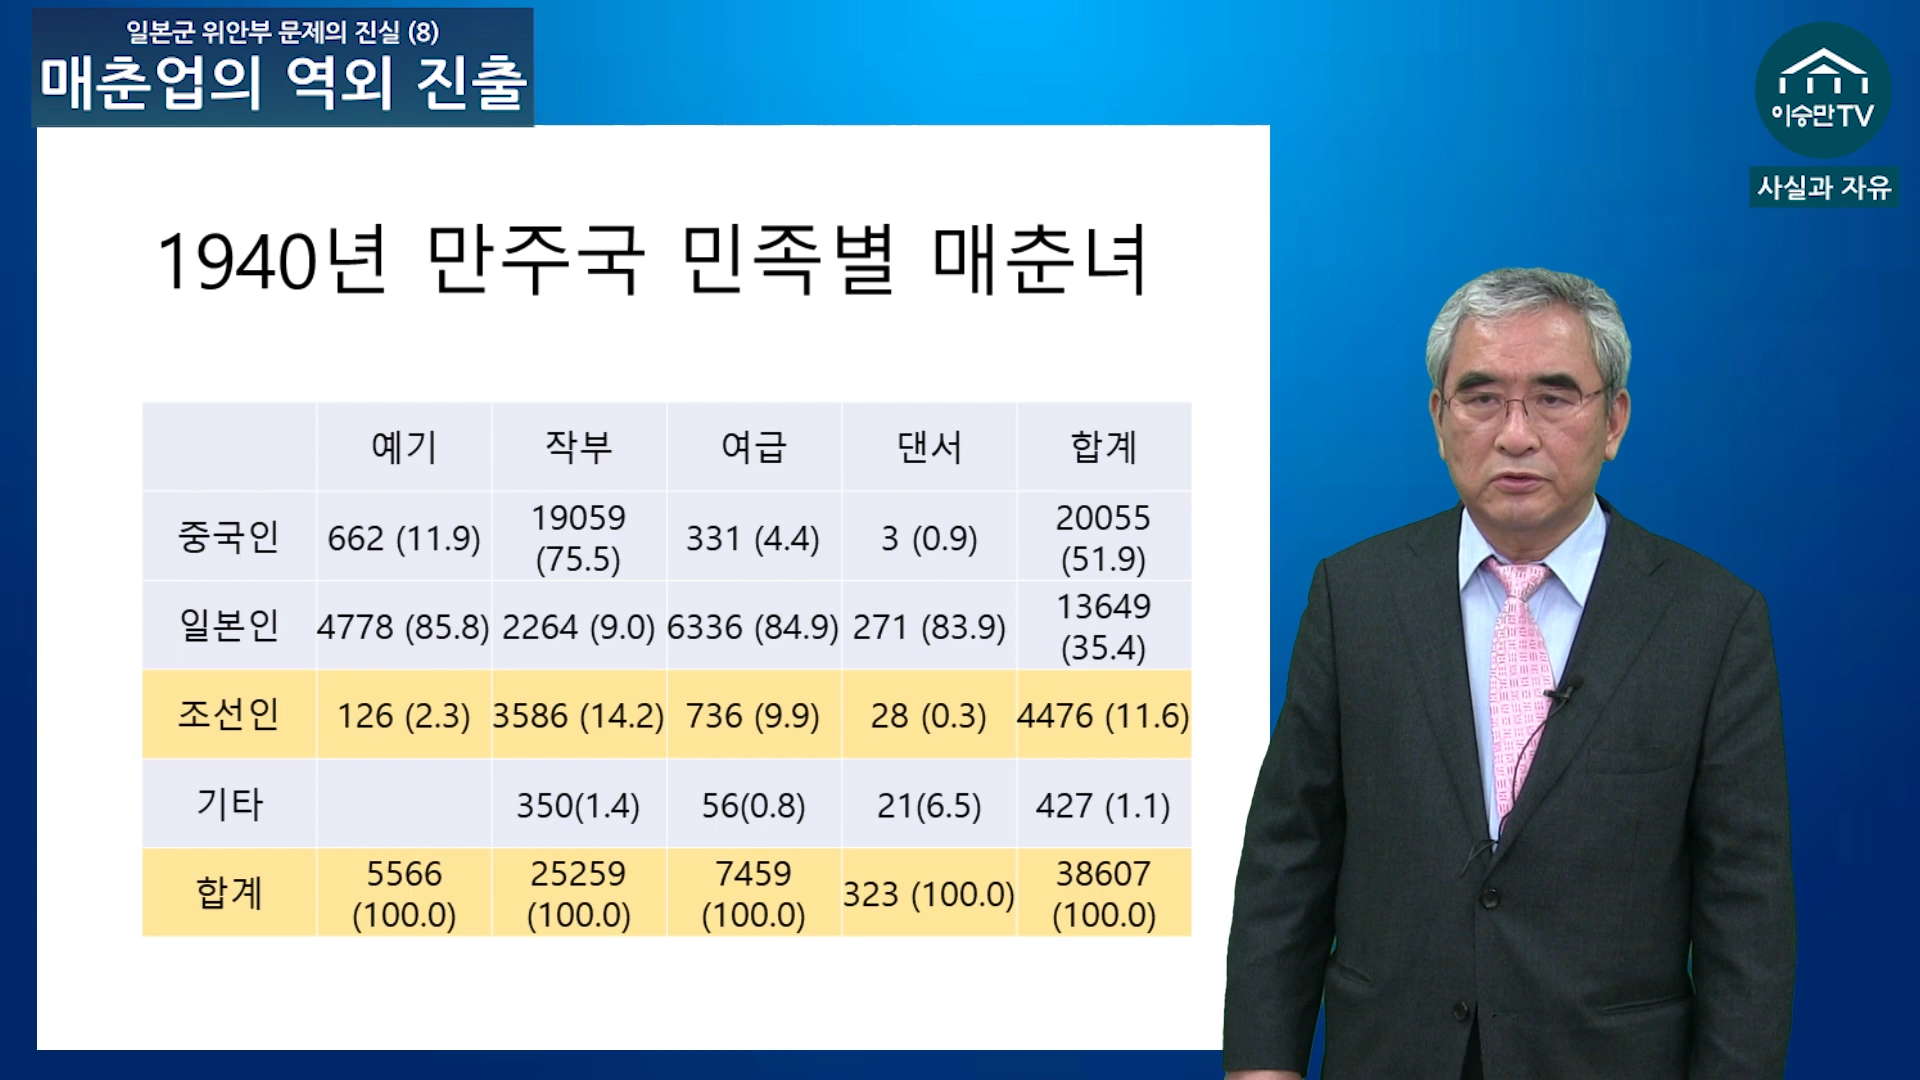 일본군 위안부 문제의 진실 (8)
매춘업의 역외 진출
이승만TV
사실과 자유
1940년 만주국 민족별 매춘녀
예기 작부 여급 댄서 합계
중국인 662 (11.9) 19059 (75.5) 331 (4.4) 3 (0.9) 20055 (51.9)
일본인 4778 (85.8) 2264 (9.0) 6336 (84.9) 271 (83.9) 13649 (35.4)
조선인 126 (2.3) 3586 (14.2) 736 (9.9) 28 (0.3) 4476 (11.6)
기타 350(1.4) 56(0.8) 21(6.5) 427 (1.1)
합계 5566 (100.0) 25259 (100.0) 7459 (100.0) 323 (100.0) 38607 (100.0)